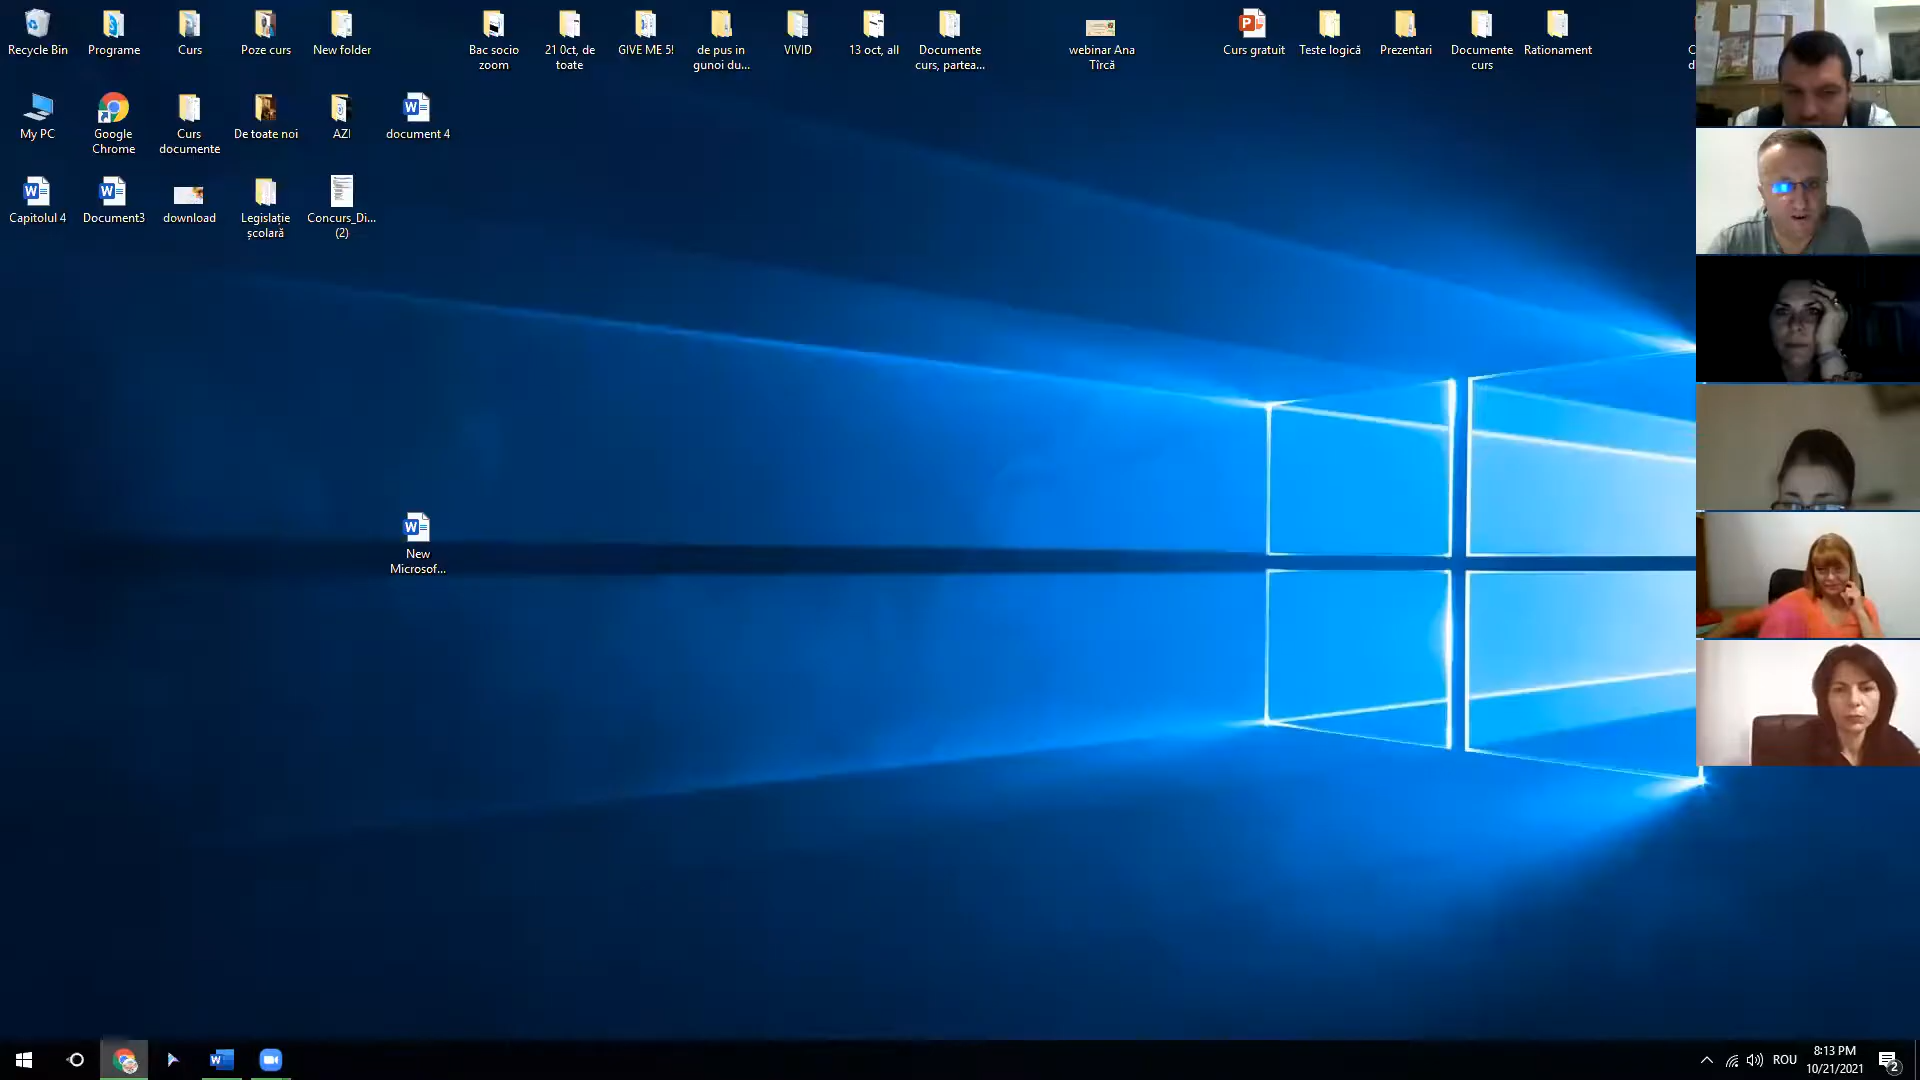 Recycle Bin
Programe
Curs
Poze curs
New folder
Bac socio
zoom
21 0ct, de
toate
GIVE ME 5!
de pus in
gunoi du...
VIVID
13 oct, all
Documente
curs, partea...
webinar Ana
Tîrcă
Curs gratuit
Teste logică
Prezentari
Documente
curs
Rationament
My PC
Google
Chrome
Curs
documente
De toate noi
AZI
document 4
Capitolul 4
Document3
download
Legislație
școlară
Concurs_Di...
(2)
New
Microsof...
ROU
8:13 PM
10/21/2021
2